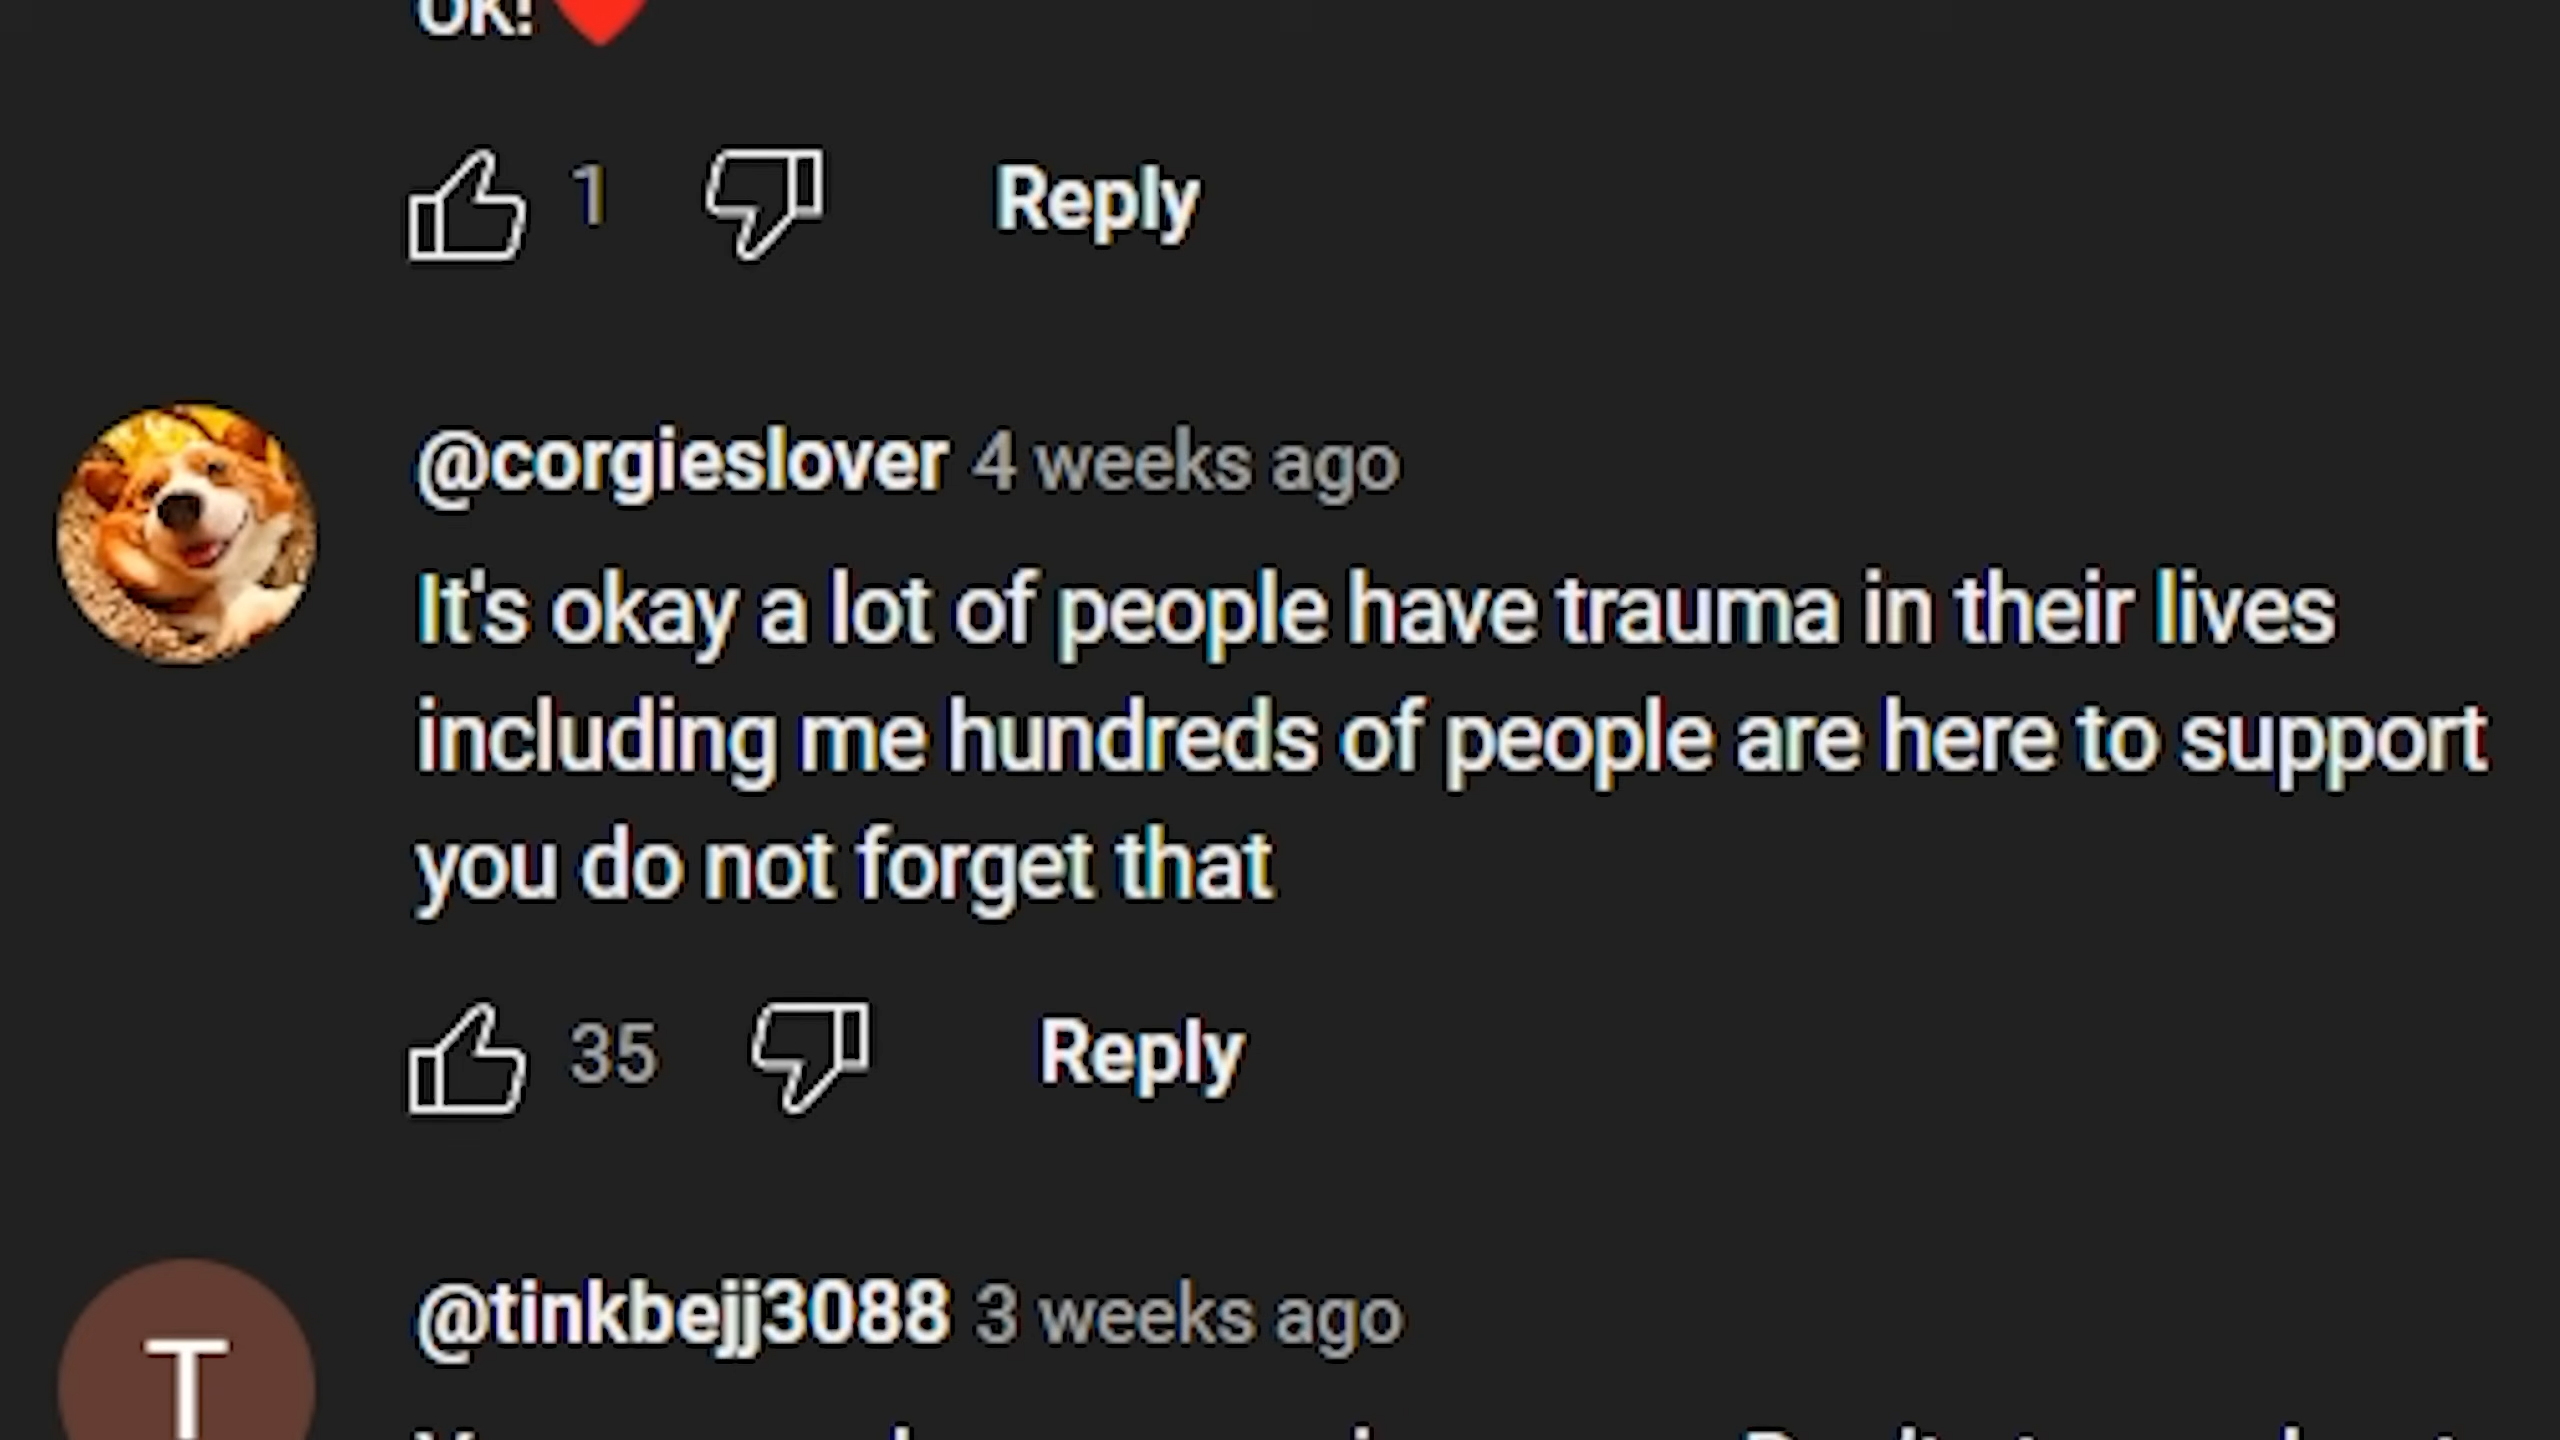 OK! ❤
1 Reply
@corgieslover 4 weeks ago
It's okay a lot of people have trauma in their lives
including me hundreds of people are here to support
you do not forget that
35 Reply
@tinkbejj3088 3 weeks ago
T